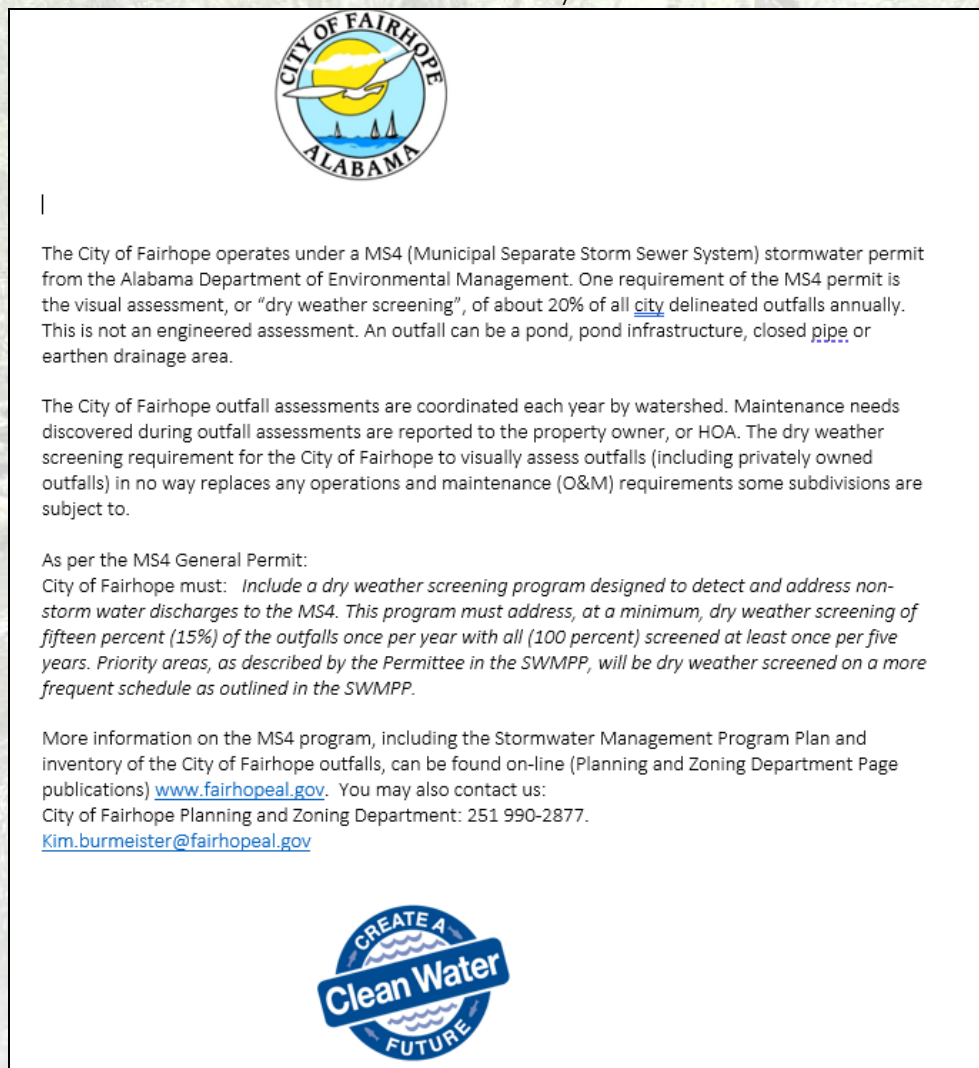 CITY OF FAIRHOPE
ALABAMA
The City of Fairhope operates under a MS4 (Municipal Separate Storm Sewer System) stormwater permit
from the Alabama Department of Environmental Management. One requirement of the MS4 permit is
the visual assessment, or “dry weather screening”, of about 20% of all city delineated outfalls annually.
This is not an engineered assessment. An outfall can be a pond, pond infrastructure, closed pipe or
earthen drainage area.
The City of Fairhope outfall assessments are coordinated each year by watershed. Maintenance needs
discovered during outfall assessments are reported to the property owner, or HOA. The dry weather
screening requirement for the City of Fairhope to visually assess outfalls (including privately owned
outfalls) in no way replaces any operations and maintenance (O&M) requirements some subdivisions are
subject to.
As per the MS4 General Permit:
City of Fairhope must: Include a dry weather screening program designed to detect and address non-
storm water discharges to the MS4. This program must address, at a minimum, dry weather screening of
fifteen percent (15%) of the outfalls once per year with all (100 percent) screened at least once per five
years. Priority areas, as described by the Permittee in the SWMPP, will be dry weather screened on a more
frequent schedule as outlined in the SWMPP.
More information on the MS4 program, including the Stormwater Management Program Plan and
inventory of the City of Fairhope outfalls, can be found on-line (Planning and Zoning Department Page
publications) www.fairhopeal.gov. You may also contact us:
City of Fairhope Planning and Zoning Department: 251 990-2877.
Kim.burmeister@fairhopeal.gov
CREATE A
Clean Water
FUTURE